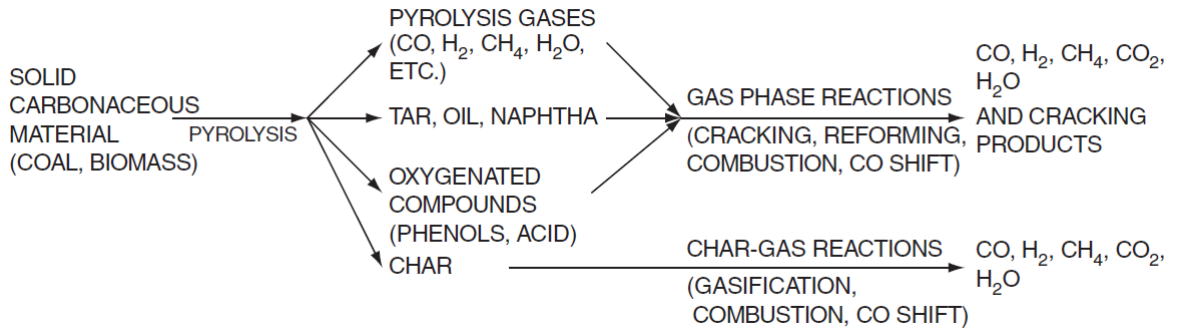 SOLID
CARBONACEOUS
MATERIAL
(COAL, BIOMASS)
PYROLYSIS
PYROLYSIS GASES
(CO, H₂, CH₄, H₂O,
ETC.)
TAR, OIL, NAPHTHA
OXYGENATED
COMPOUNDS
(PHENOLS, ACID)
CHAR
GAS PHASE REACTIONS
(CRACKING, REFORMING,
COMBUSTION, CO SHIFT)
CO, H₂, CH₄, CO₂,
H₂O
AND CRACKING
PRODUCTS
CHAR-GAS REACTIONS
(GASIFICATION,
COMBUSTION, CO SHIFT)
CO, H₂, CH₄, CO₂,
H₂O